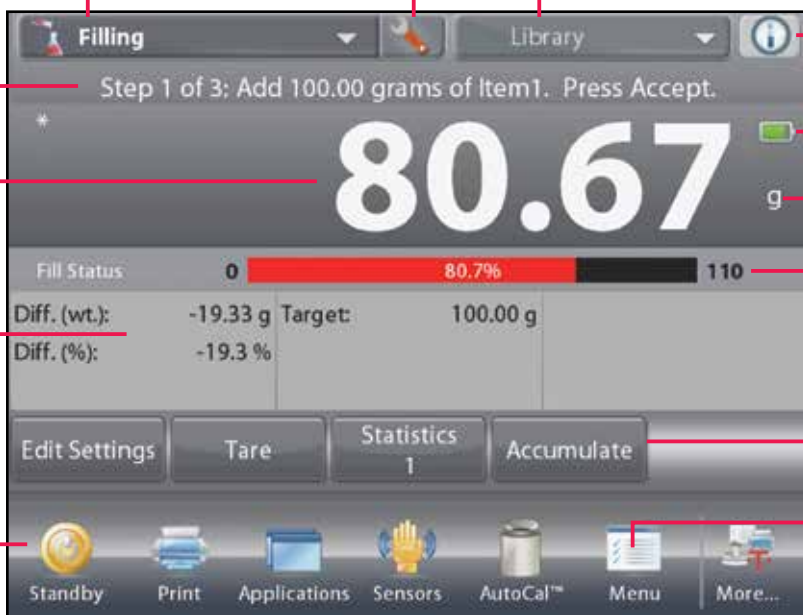 Filling
Library
Step 1 of 3: Add 100.00 grams of Item1. Press Accept.
*
80.67
g
Fill Status 0 80.7% 110
Diff. (wt.): -19.33 g Target: 100.00 g
Diff. (%): -19.3 %
Edit Settings
Tare
Statistics
1
Accumulate
Standby
Print
Applications
Sensors
AutoCal™
Menu
More...